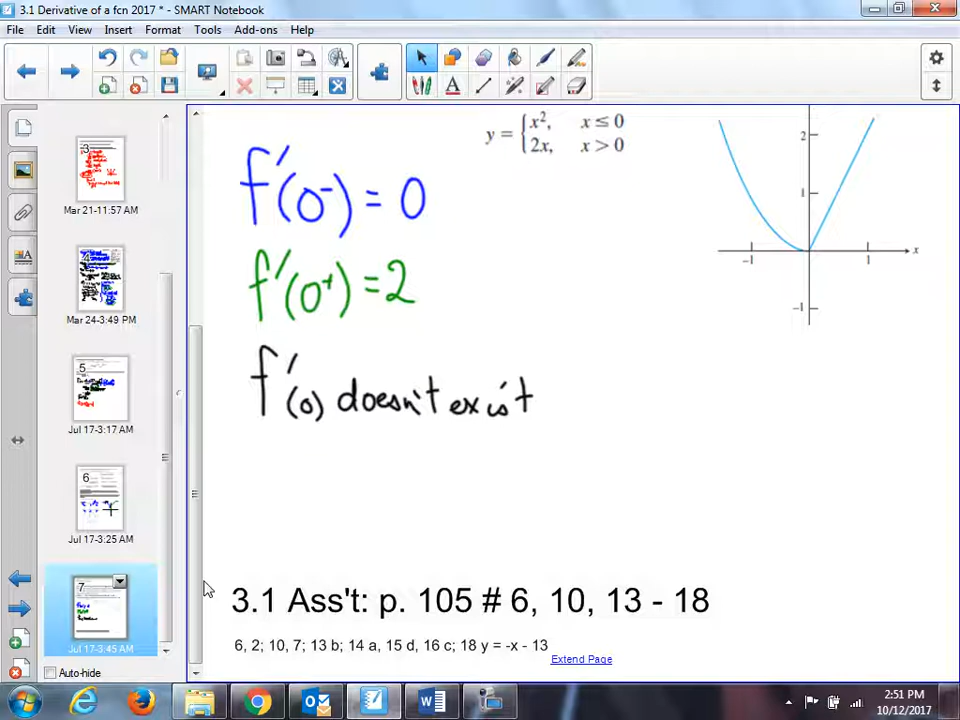 3.1 Derivative of a fcn 2017 * - SMART Notebook
File Edit View Insert Format Tools Add-ons Help
y = { x², x ≤ 0
2x, x > 0
f'(0⁻) = 0
f'(0⁺) = 2
f'(0) doesn't exist
2
1
-1 1 x
-1
3
Mar 21-11:57 AM
Mar 24-3:49 PM
5
Jul 17-3:17 AM
6
Jul 17-3:25 AM
7
Jul 17-3:45 AM
3.1 Ass't: p. 105 # 6, 10, 13 - 18
6, 2; 10, 7; 13 b; 14 a, 15 d, 16 c; 18 y = -x - 13
Extend Page
Auto-hide
2:51 PM
10/12/2017